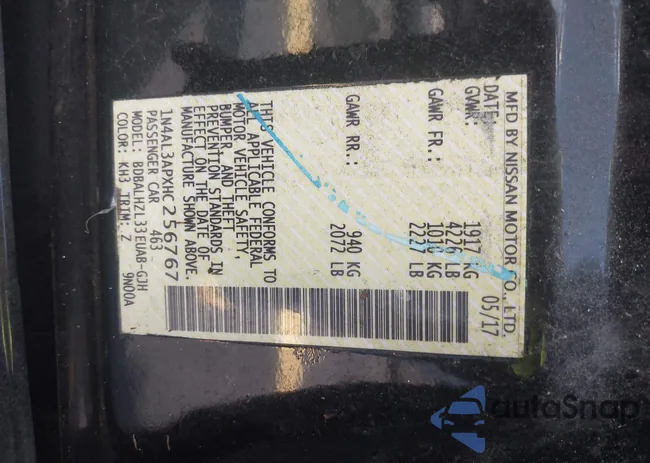 MFD BY NISSAN MOTOR CO., LTD.
DATE: 05/17
GVWR: 1917 KG
4226 LB
GAWR FR.: 1010 KG
2227 LB
GAWR RR.: 940 KG
2072 LB
THIS VEHICLE CONFORMS TO
ALL APPLICABLE FEDERAL
MOTOR VEHICLE SAFETY,
BUMPER, AND THEFT
PREVENTION STANDARDS IN
EFFECT ON THE DATE OF
MANUFACTURE SHOWN ABOVE.
1N4AL3APXHC256767
PASSENGER CAR 463
MODEL: BDBALHZL33EUA8-GJH
COLOR: KH3 TRIM: Z 9N00A
autoSnap